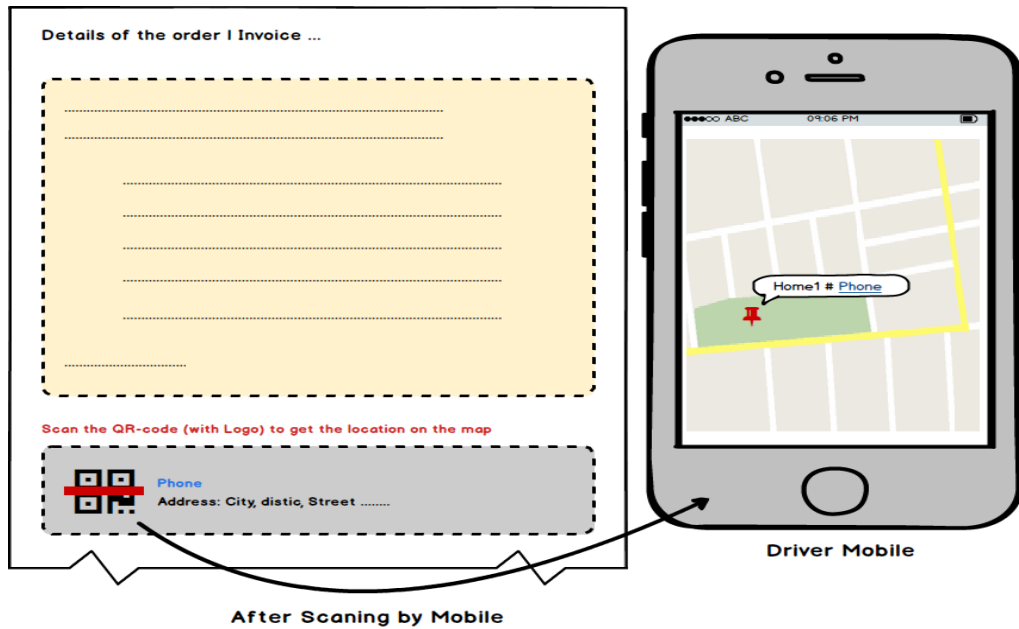 Details of the order | Invoice ...
Scan the QR-code (with Logo) to get the location on the map
Phone
Address: City, distic, Street ........
After Scaning by Mobile
●●●○○ ABC 09:06 PM
Home1 # Phone
Driver Mobile